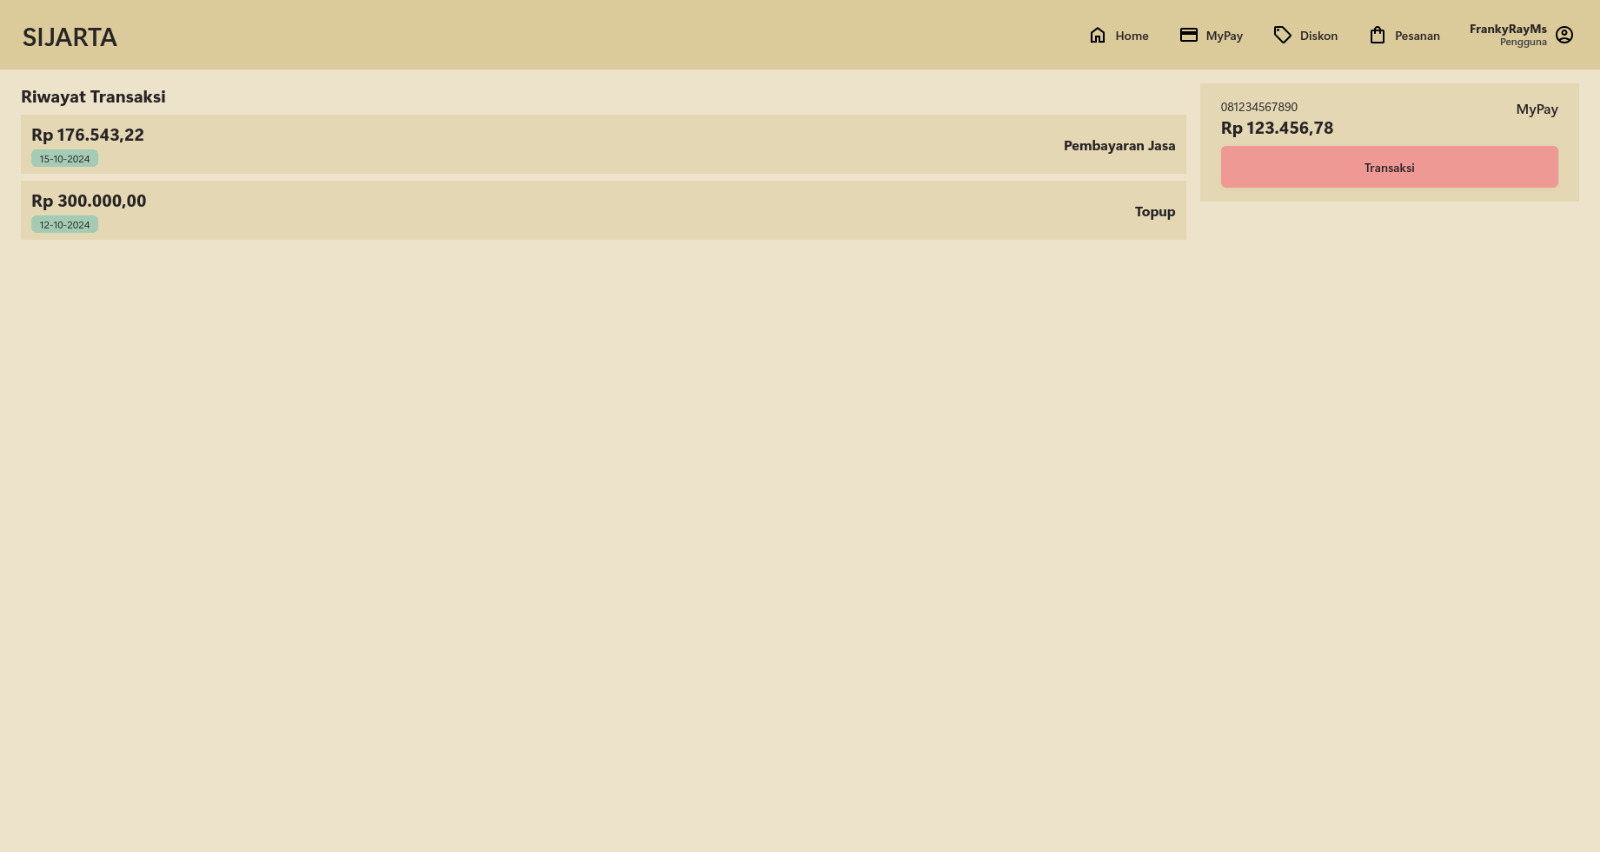 SIJARTA
Home
MyPay
Diskon
Pesanan
FrankyRayMs
Pengguna
Riwayat Transaksi
Rp 176.543,22
15-10-2024
Pembayaran Jasa
Rp 300.000,00
12-10-2024
Topup
081234567890
MyPay
Rp 123.456,78
Transaksi